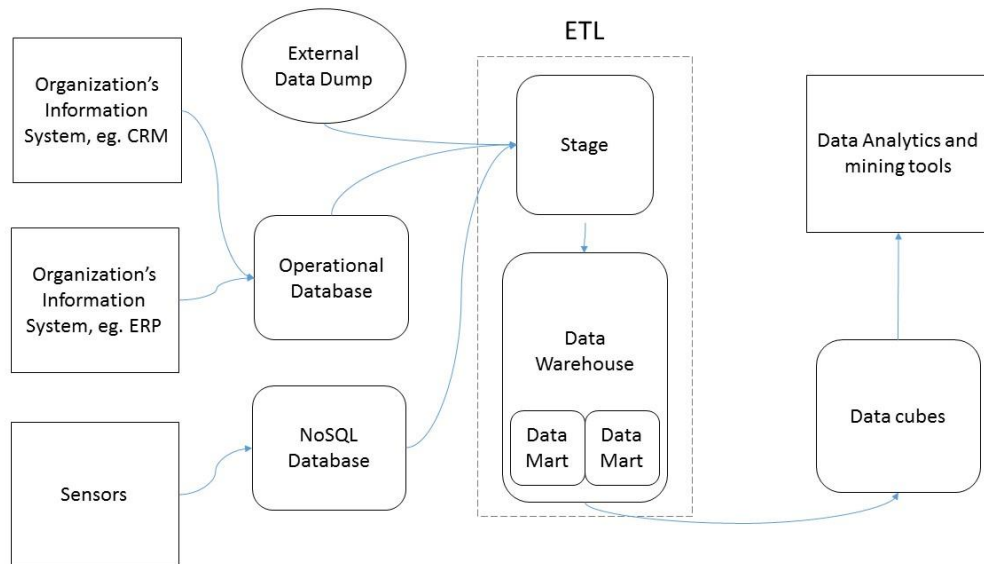 ETL
External
Data Dump
Organization's
Information
System, eg. CRM
Stage
Data Analytics and
mining tools
Organization's
Information
System, eg. ERP
Operational
Database
Data
Warehouse
Data
Mart
Data
Mart
Data cubes
NoSQL
Database
Sensors